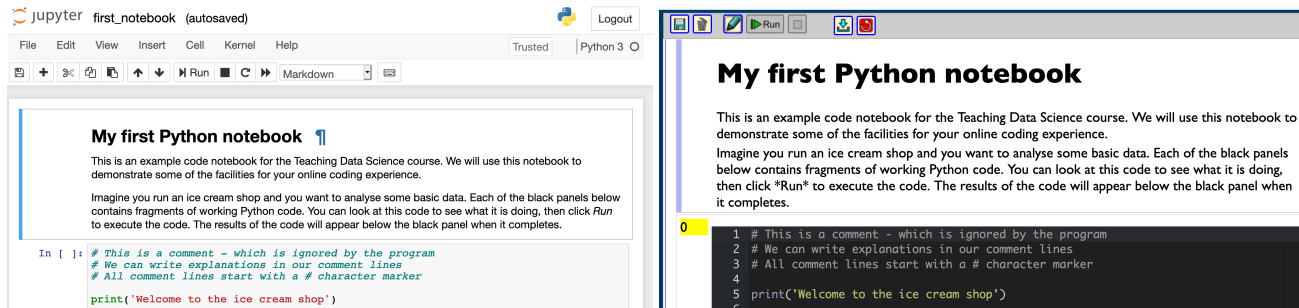 jupyter first_notebook (autosaved)
Logout
File Edit View Insert Cell Kernel Help
Trusted Python 3
Run Markdown
My first Python notebook ¶
This is an example code notebook for the Teaching Data Science course. We will use this notebook to
demonstrate some of the facilities for your online coding experience.
Imagine you run an ice cream shop and you want to analyse some basic data. Each of the black panels below
contains fragments of working Python code. You can look at this code to see what it is doing, then click Run
to execute the code. The results of the code will appear below the black panel when it completes.
In [ ]: # This is a comment - which is ignored by the program
# We can write explanations in our comment lines
# All comment lines start with a # character marker
print('Welcome to the ice cream shop')
Run
My first Python notebook
This is an example code notebook for the Teaching Data Science course. We will use this notebook to
demonstrate some of the facilities for your online coding experience.
Imagine you run an ice cream shop and you want to analyse some basic data. Each of the black panels
below contains fragments of working Python code. You can look at this code to see what it is doing,
then click *Run* to execute the code. The results of the code will appear below the black panel when
it completes.
0
1 # This is a comment - which is ignored by the program
2 # We can write explanations in our comment lines
3 # All comment lines start with a # character marker
4
5 print('Welcome to the ice cream shop')